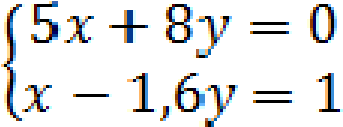 5x + 8y = 0
x − 1,6y = 1